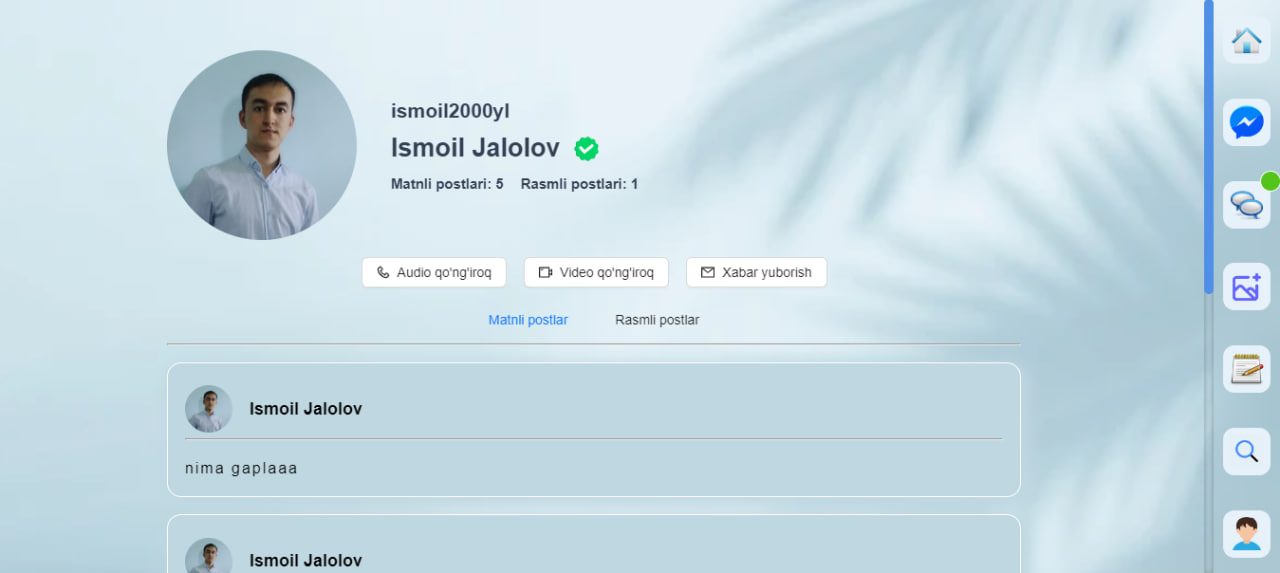 ismoil2000yl
Ismoil Jalolov
Matnli postlari: 5 Rasmli postlari: 1
Audio qo'ng'iroq Video qo'ng'iroq Xabar yuborish
Matnli postlar Rasmli postlar
Ismoil Jalolov
nima gaplaaa
Ismoil Jalolov